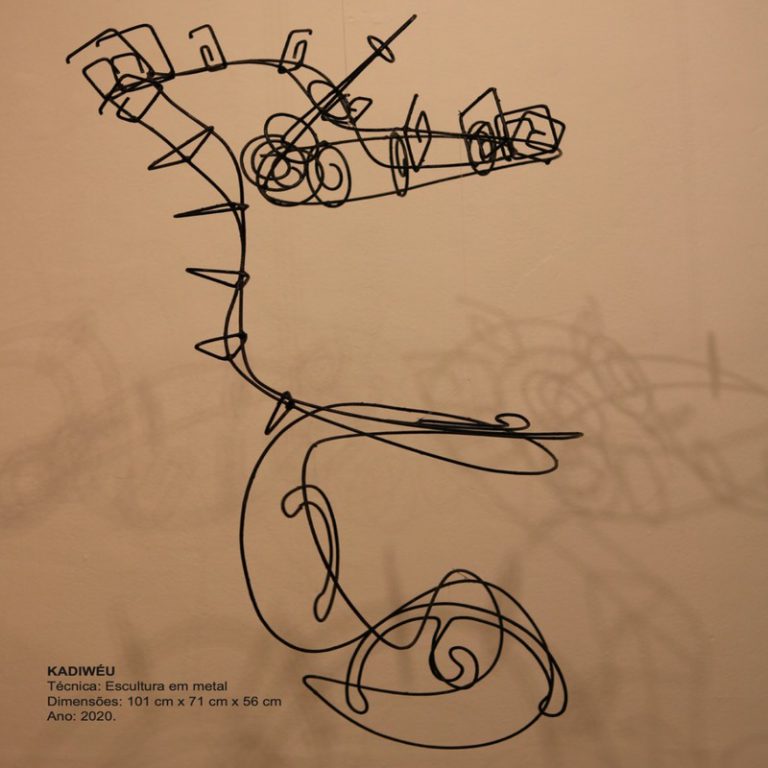 KADIWÉU
Técnica: Escultura em metal
Dimensões: 101 cm x 71 cm x 56 cm
Ano: 2020.